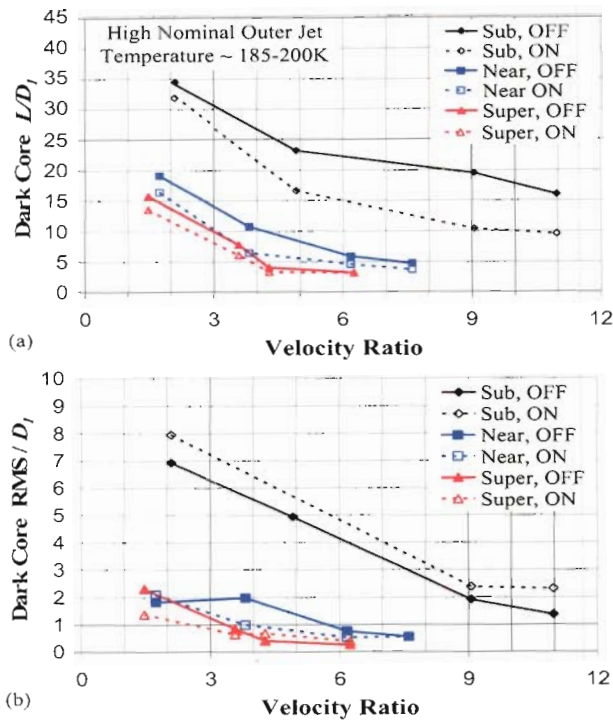 45
40
35
30
25
20
15
10
5
0
Dark Core L/D1
High Nominal Outer Jet
Temperature ~ 185-200K
Sub, OFF
Sub, ON
Near, OFF
Near ON
Super, OFF
Super, ON
0 3 6 9 12
(a)
Velocity Ratio
10
9
8
7
6
5
4
3
2
1
0
Dark Core RMS / D1
Sub, OFF
Sub, ON
Near, OFF
Near, ON
Super, OFF
Super, ON
0 3 6 9 12
(b)
Velocity Ratio